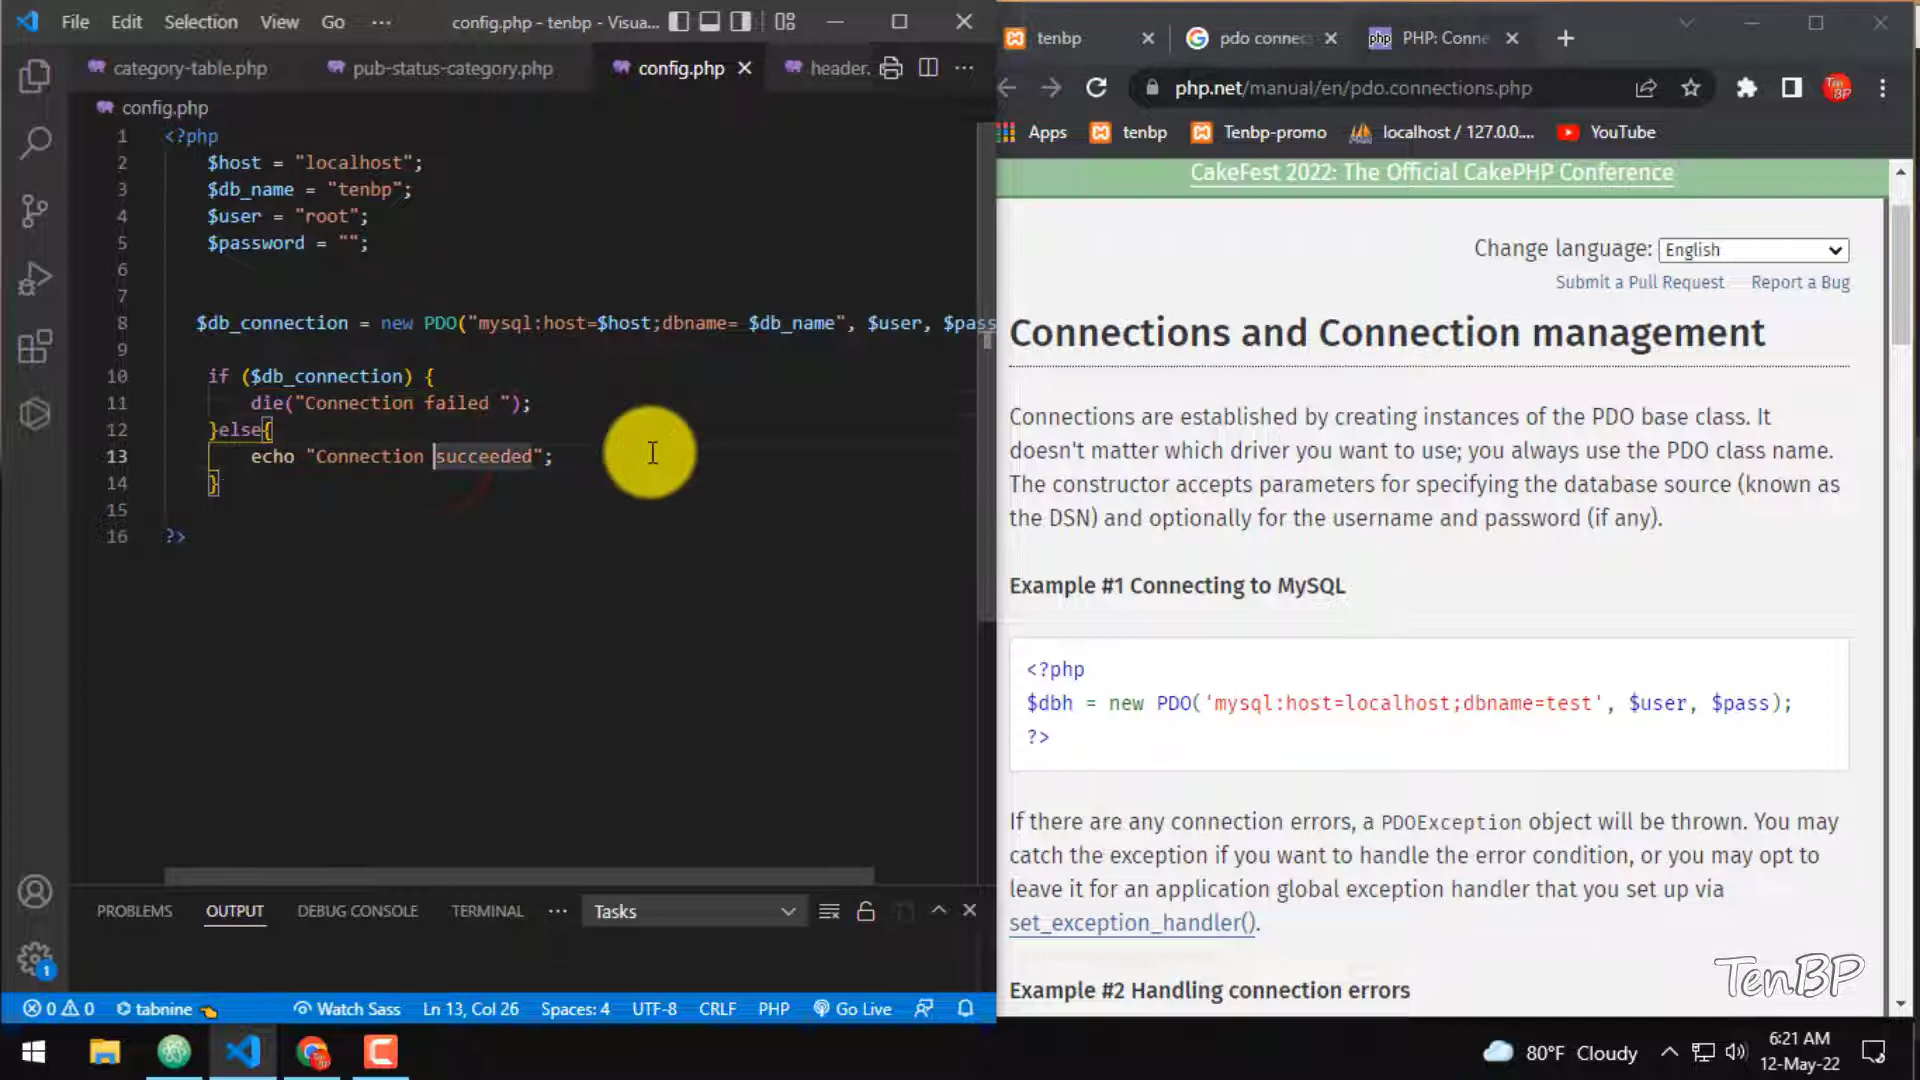 File Edit Selection View Go ··· config.php - tenbp - Visua...
category-table.php pub-status-category.php config.php header.
config.php
1 <?php
2 $host = "localhost";
3 $db_name = "tenbp";
4 $user = "root";
5 $password = "";
6
7
8 $db_connection = new PDO("mysql:host=$host;dbname= $db_name", $user, $pass
9
10 if ($db_connection) {
11 die("Connection failed ");
12 }else{
13 echo "Connection succeeded";
14 }
15
16 ?>
PROBLEMS OUTPUT DEBUG CONSOLE TERMINAL ··· Tasks
1
0 0 tabnine Watch Sass Ln 13, Col 26 Spaces: 4 UTF-8 CRLF PHP Go Live
tenbp pdo connec php PHP: Conne
php.net/manual/en/pdo.connections.php
Apps tenbp Tenbp-promo localhost / 127.0.0.... YouTube
CakeFest 2022: The Official CakePHP Conference
Change language: English
Submit a Pull Request Report a Bug
Connections and Connection management
Connections are established by creating instances of the PDO base class. It
doesn't matter which driver you want to use; you always use the PDO class name.
The constructor accepts parameters for specifying the database source (known as
the DSN) and optionally for the username and password (if any).
Example #1 Connecting to MySQL
<?php
$dbh = new PDO('mysql:host=localhost;dbname=test', $user, $pass);
?>
If there are any connection errors, a PDOException object will be thrown. You may
catch the exception if you want to handle the error condition, or you may opt to
leave it for an application global exception handler that you set up via
set_exception_handler().
Example #2 Handling connection errors
TenBP
80°F Cloudy
6:21 AM
12-May-22